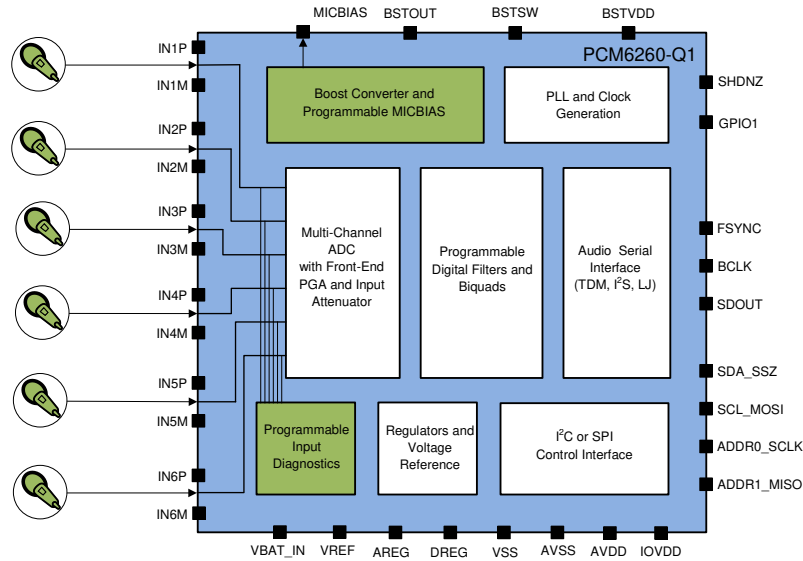 MICBIAS
BSTOUT
BSTSW
BSTVDD
PCM6260-Q1
IN1P
IN1M
IN2P
IN2M
IN3P
IN3M
IN4P
IN4M
IN5P
IN5M
IN6P
IN6M
Boost Converter and
Programmable MICBIAS
PLL and Clock
Generation
Multi-Channel
ADC
with Front-End
PGA and Input
Attenuator
Programmable
Digital Filters and
Biquads
Audio Serial
Interface
(TDM, I²S, LJ)
Programmable
Input
Diagnostics
Regulators and
Voltage
Reference
I²C or SPI
Control Interface
SHDNZ
GPIO1
FSYNC
BCLK
SDOUT
SDA_SSZ
SCL_MOSI
ADDR0_SCLK
ADDR1_MISO
VBAT_IN
VREF
AREG
DREG
VSS
AVSS
AVDD
IOVDD